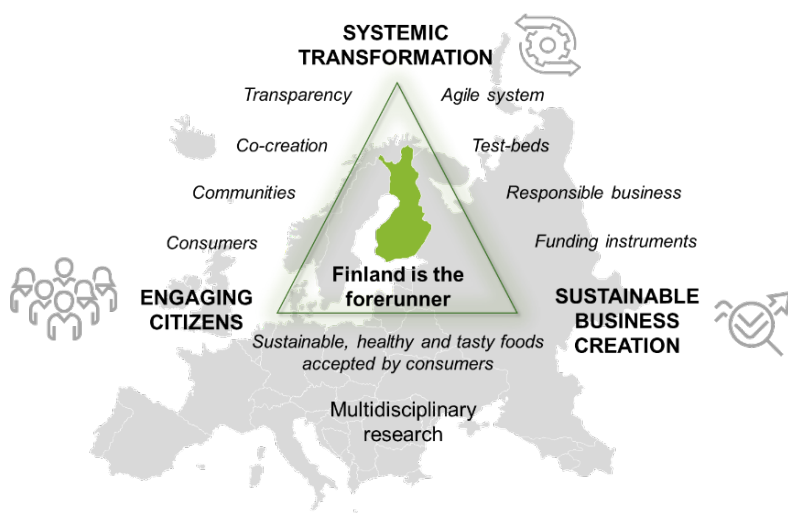 SYSTEMIC
TRANSFORMATION
Transparency
Agile system
Co-creation
Test-beds
Communities
Responsible business
Consumers
Funding instruments
Finland is the
forerunner
ENGAGING
CITIZENS
SUSTAINABLE
BUSINESS
CREATION
Sustainable, healthy and tasty foods
accepted by consumers
Multidisciplinary
research